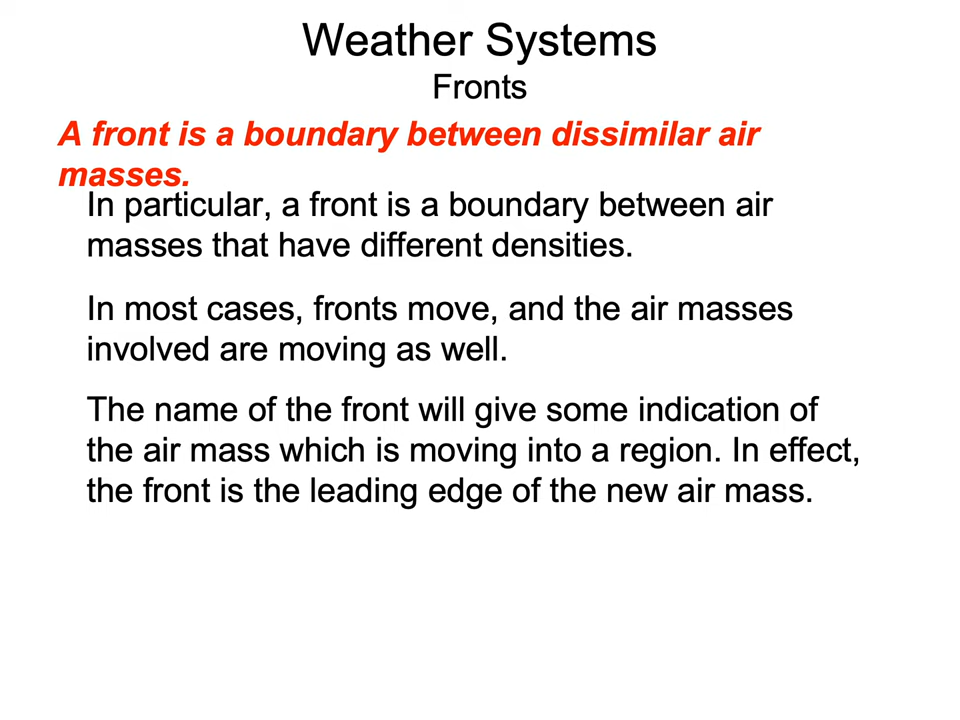 Weather Systems
Fronts
A front is a boundary between dissimilar air
masses.
In particular, a front is a boundary between air
masses that have different densities.
In most cases, fronts move, and the air masses
involved are moving as well.
The name of the front will give some indication of
the air mass which is moving into a region. In effect,
the front is the leading edge of the new air mass.